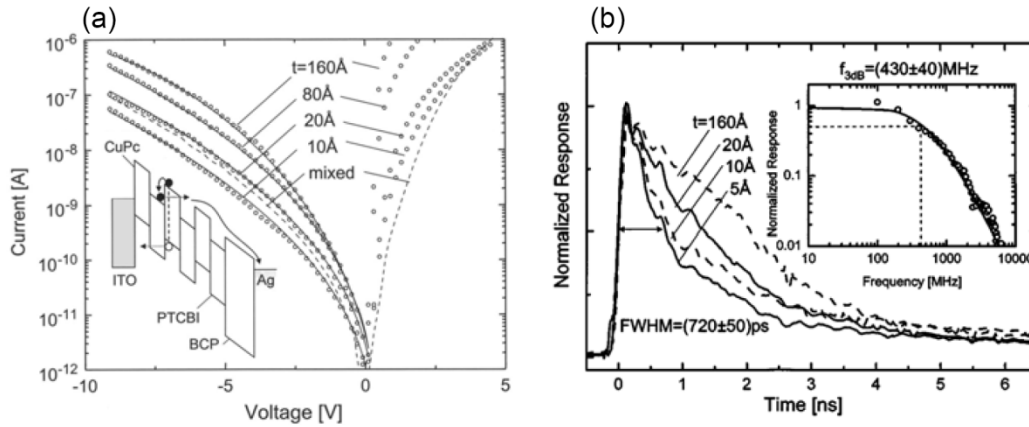 (a)
10⁻⁶
10⁻⁷
10⁻⁸
10⁻⁹
10⁻¹⁰
10⁻¹¹
10⁻¹²
Current [A]
t=160Å
80Å
20Å
10Å
mixed
CuPc
ITO
PTCBI
BCP
Ag
-10
-5
0
5
Voltage [V]
(b)
Normalized Response
t=160Å
20Å
10Å
5Å
FWHM=(720±50)ps
0
1
2
3
4
5
6
Time [ns]
f3dB=(430±40)MHz
Normalized Response
1
0.1
0.01
10
100
1000
10000
Frequency [MHz]